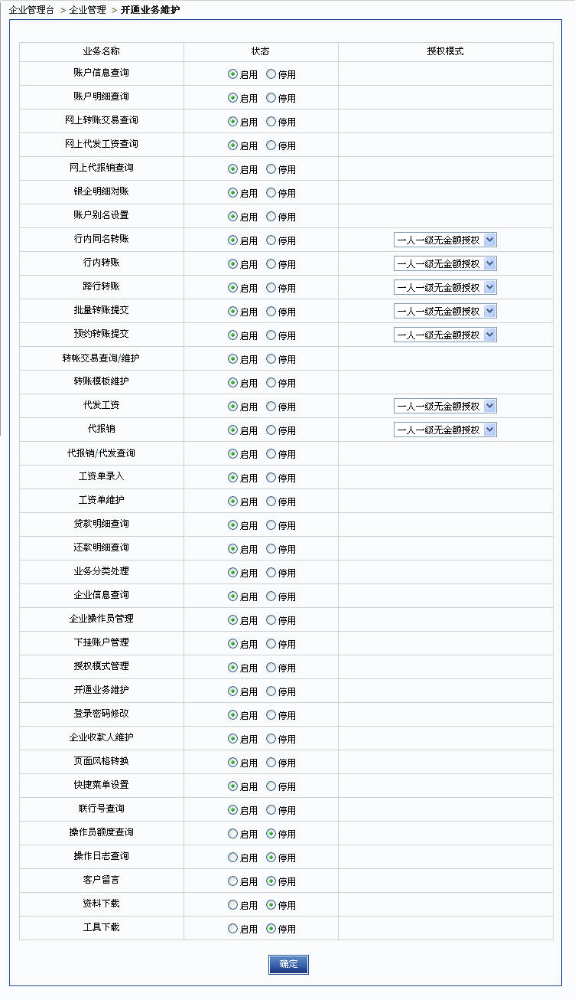 企业管理台 > 企业管理 > 开通业务维护
业务名称 状态 授权模式
账户信息查询 启用 停用
账户明细查询 启用 停用
网上转账交易查询 启用 停用
网上代发工资查询 启用 停用
网上代报销查询 启用 停用
银企明细对账 启用 停用
账户别名设置 启用 停用
行内同名转账 启用 停用 一人一级无金额授权
行内转账 启用 停用 一人一级无金额授权
跨行转账 启用 停用 一人一级无金额授权
批量转账提交 启用 停用 一人一级无金额授权
预约转账提交 启用 停用 一人一级无金额授权
转帐交易查询/维护 启用 停用
转账模板维护 启用 停用
代发工资 启用 停用 一人一级无金额授权
代报销 启用 停用 一人一级无金额授权
代报销/代发查询 启用 停用
工资单录入 启用 停用
工资单维护 启用 停用
贷款明细查询 启用 停用
还款明细查询 启用 停用
业务分类处理 启用 停用
企业信息查询 启用 停用
企业操作员管理 启用 停用
下挂账户管理 启用 停用
授权模式管理 启用 停用
开通业务维护 启用 停用
登录密码修改 启用 停用
企业收款人维护 启用 停用
页面风格转换 启用 停用
快捷菜单设置 启用 停用
联行号查询 启用 停用
操作员额度查询 启用 停用
操作日志查询 启用 停用
客户留言 启用 停用
资料下载 启用 停用
工具下载 启用 停用
确定